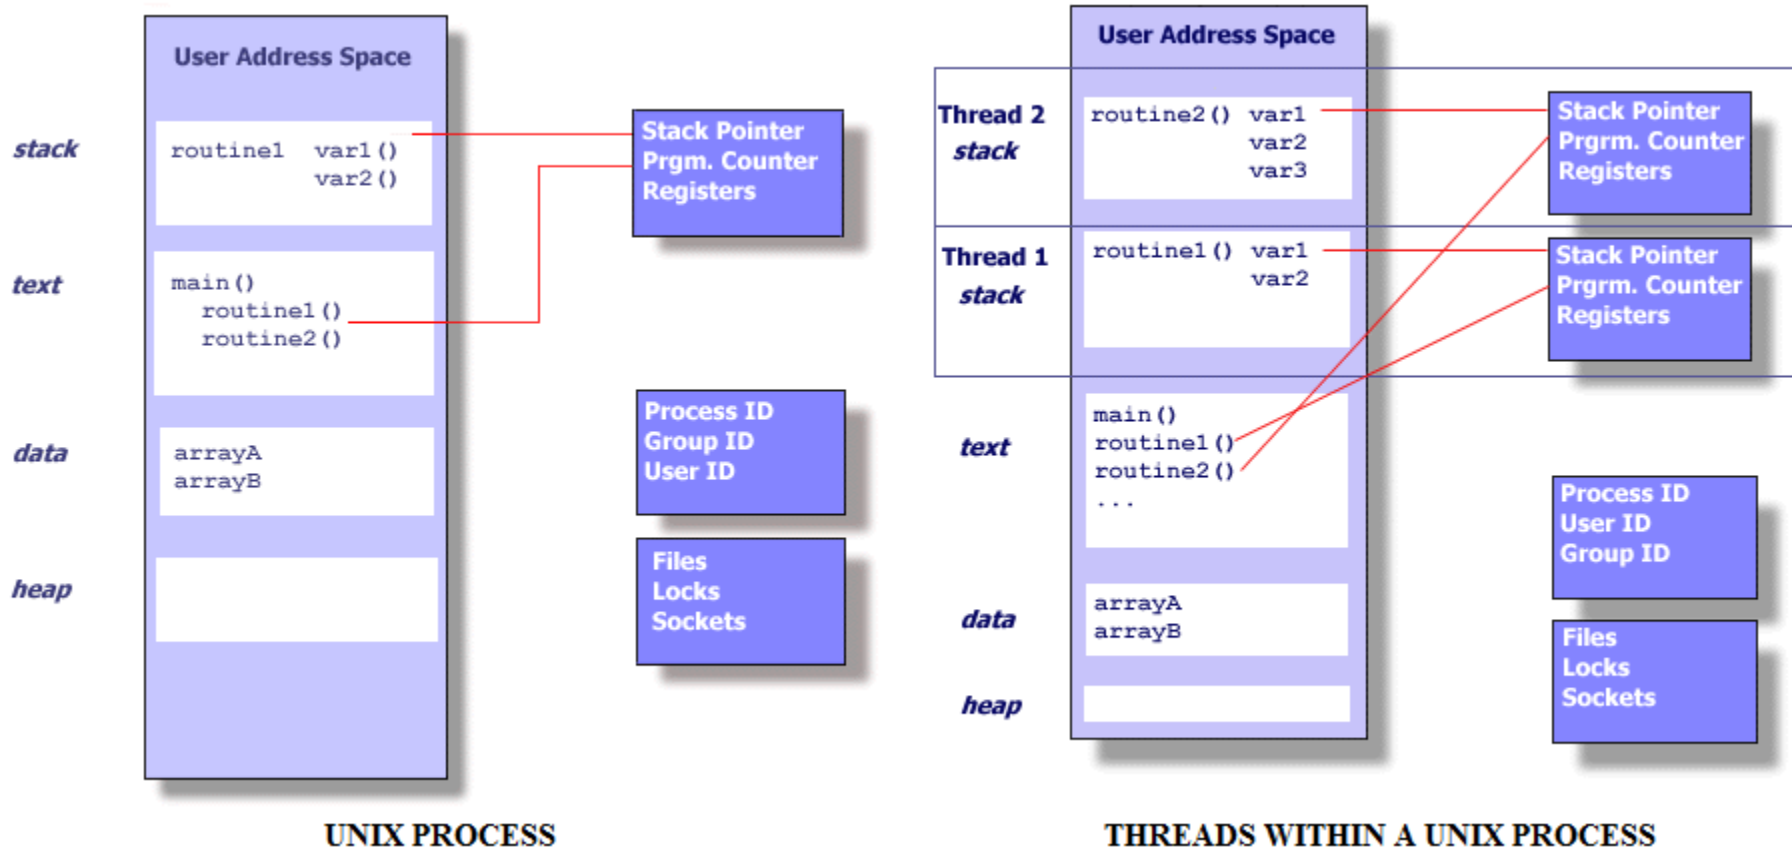 User Address Space
stack
routine1 var1()
var2()
text
main()
routine1()
routine2()
data
arrayA
arrayB
heap
Stack Pointer
Prgm. Counter
Registers
Process ID
Group ID
User ID
Files
Locks
Sockets
UNIX PROCESS
User Address Space
Thread 2
stack
routine2() var1
var2
var3
Stack Pointer
Prgrm. Counter
Registers
Thread 1
stack
routine1() var1
var2
Stack Pointer
Prgrm. Counter
Registers
text
main()
routine1()
routine2()
...
data
arrayA
arrayB
heap
Process ID
User ID
Group ID
Files
Locks
Sockets
THREADS WITHIN A UNIX PROCESS